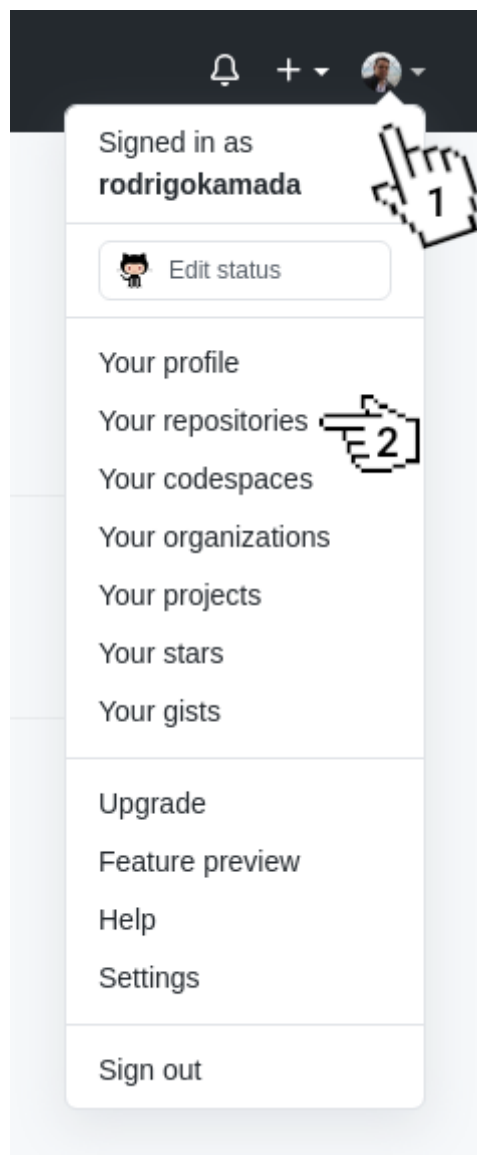 Signed in as
rodrigokamada
1
Edit status
Your profile
Your repositories
2
Your codespaces
Your organizations
Your projects
Your stars
Your gists
Upgrade
Feature preview
Help
Settings
Sign out